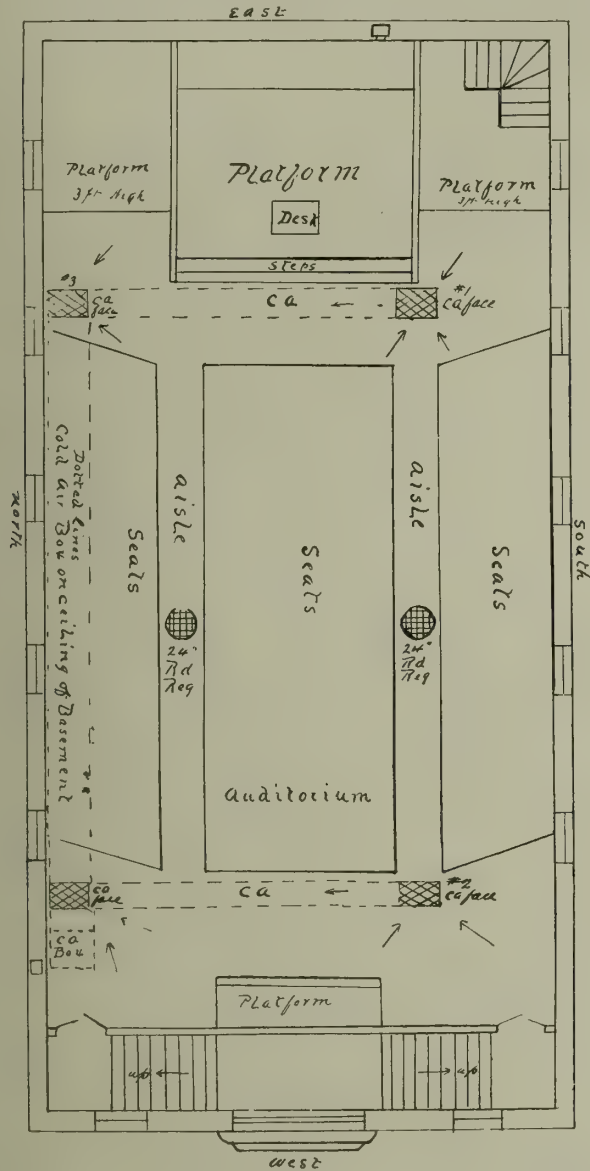 East
Platform
3 ft High
Platform
Desk
Steps
Platform
3 ft High
#3
ca
face
ca
#1
ca face
north
Dotted lines
Cold Air Box on ceiling of Basement
Seats
aisle
Seats
aisle
Seats
South
24"
Rd
Reg
24"
Rd
Reg
Auditorium
ca
face
ca
#2
ca face
ca
Box
Platform
up
up
West